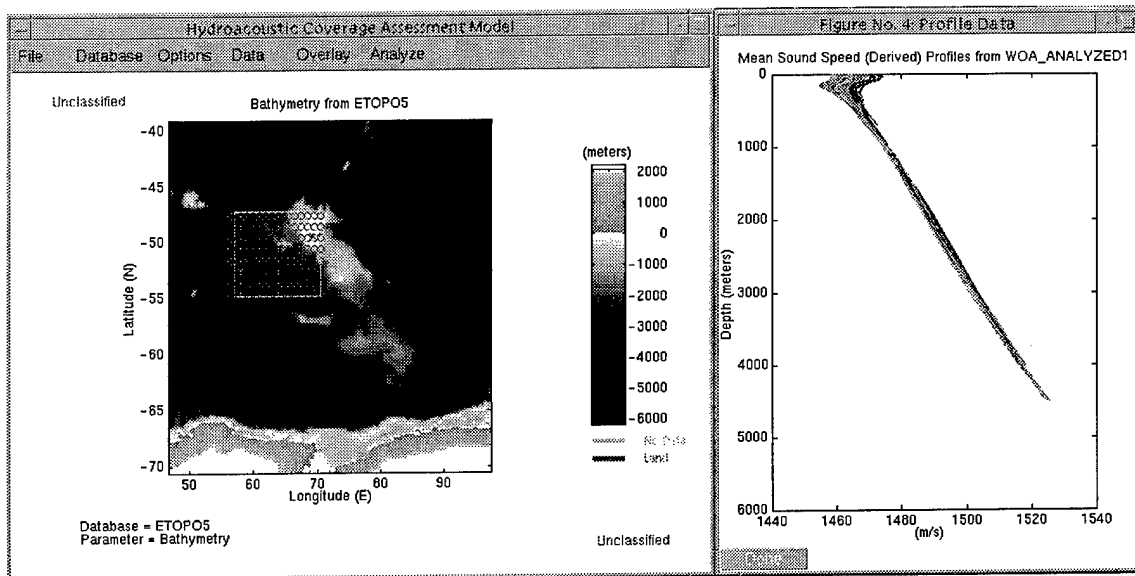 Hydroacoustic Coverage Assessment Model
File Database Options Data Overlay Analyze
Unclassified
Bathymetry from ETOPO5
-40
-45
-50
-55
-60
-65
-70
Latitude (N)
50 60 70 80 90
Longitude (E)
(meters)
2000
1000
0
-1000
-2000
-3000
-4000
-5000
-6000
No Data
Land
Database = ETOPO5
Parameter = Bathymetry
Unclassified
Figure No. 4: Profile Data
Mean Sound Speed (Derived) Profiles from WOA_ANALYZED1
0
1000
2000
3000
4000
5000
6000
Depth (meters)
1440 1460 1480 1500 1520 1540
(m/s)